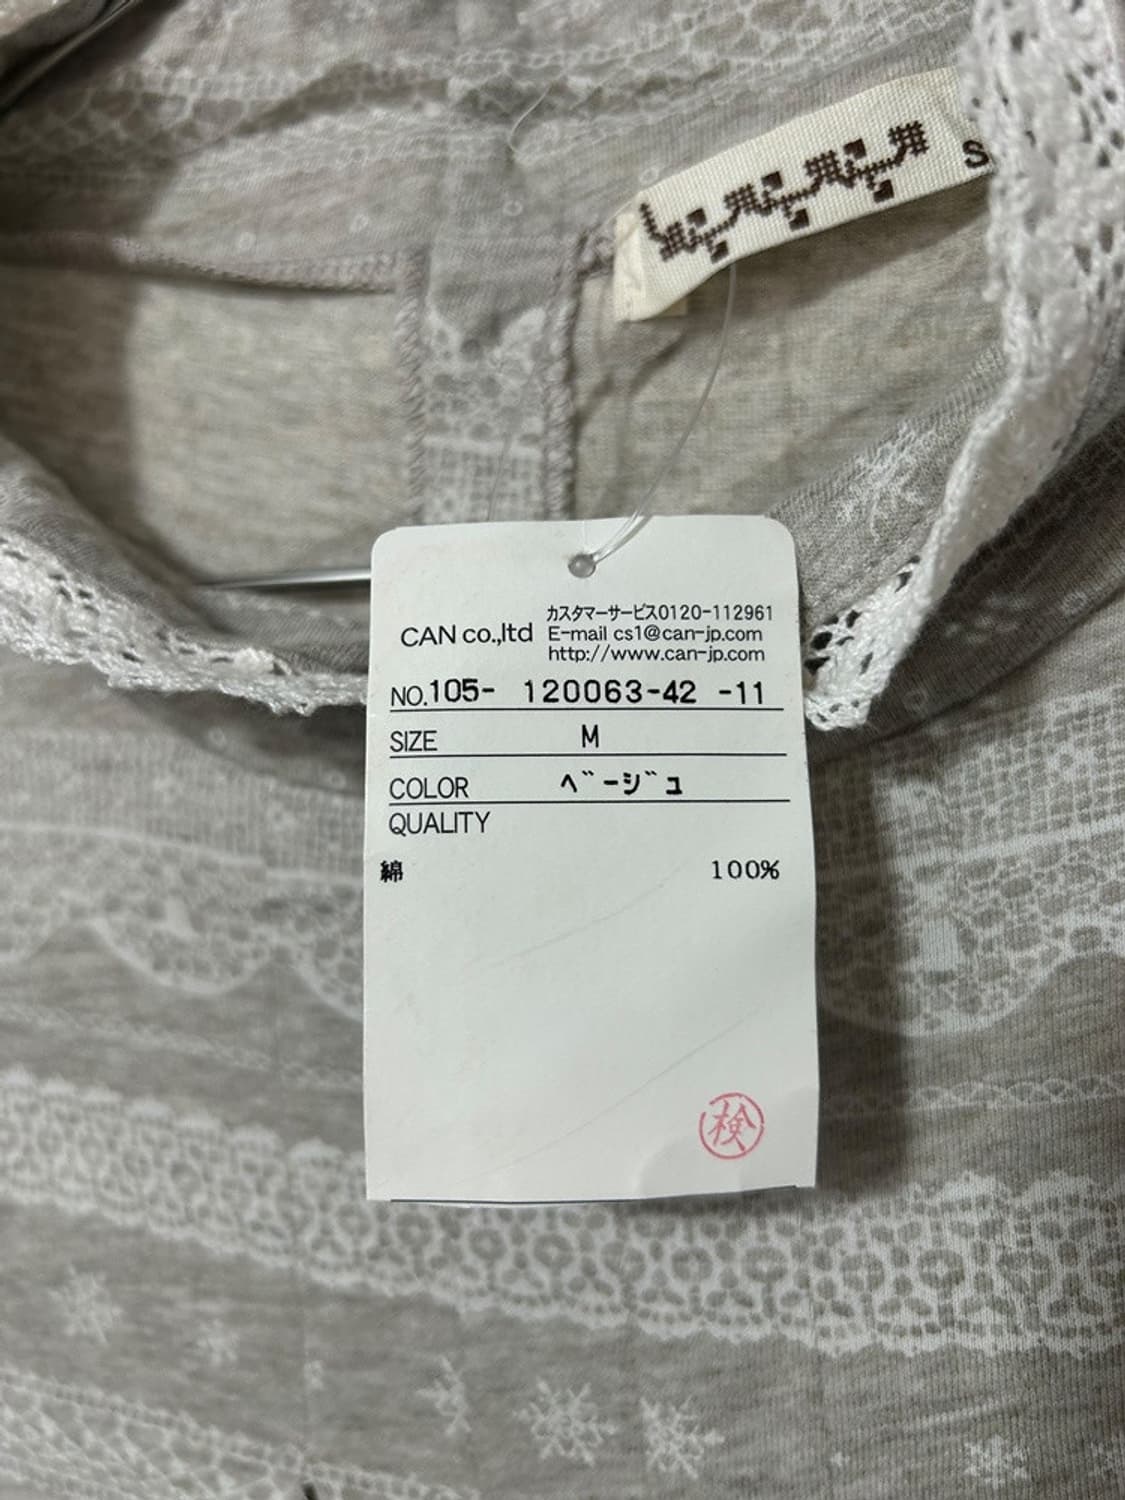 CAN co.,ltd
カスタマーサービス0120-112961
E-mail cs1@can-jp.com
http://www.can-jp.com
NO.105- 120063-42 -11
SIZE M
COLOR ベージュ
QUALITY
綿 100%
検